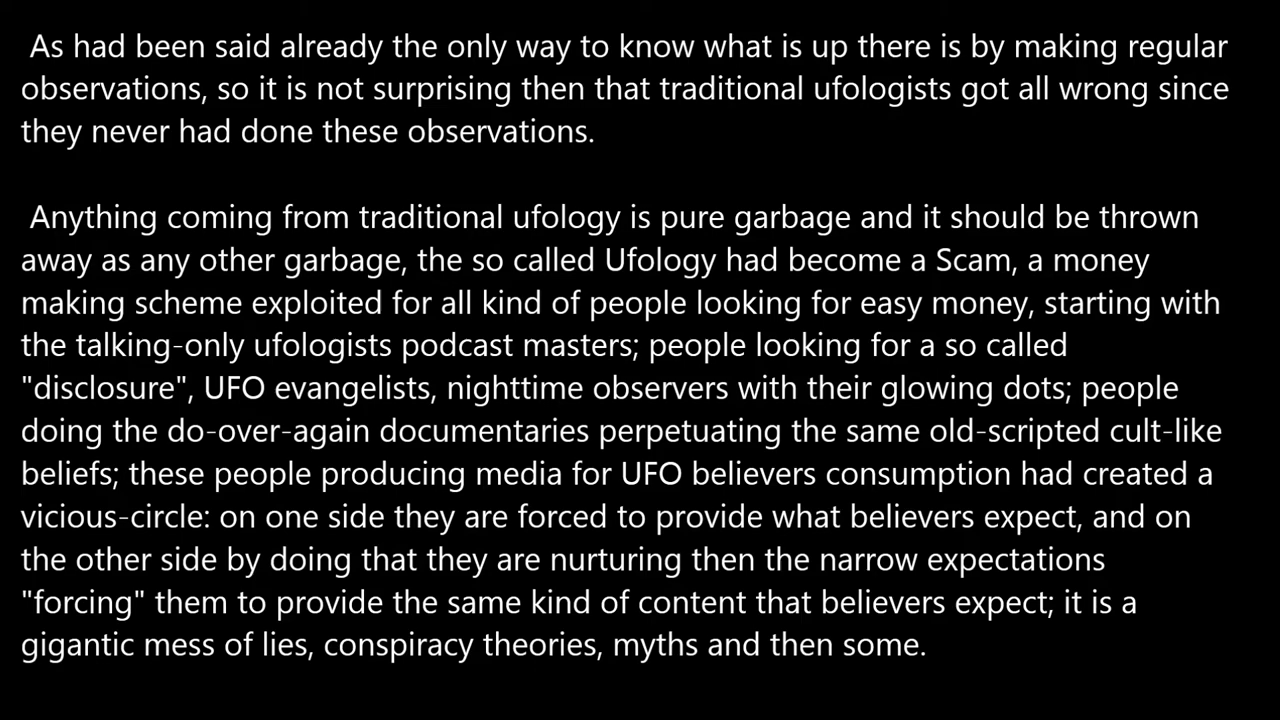 As had been said already the only way to know what is up there is by making regular
observations, so it is not surprising then that traditional ufologists got all wrong since
they never had done these observations.
Anything coming from traditional ufology is pure garbage and it should be thrown
away as any other garbage, the so called Ufology had become a Scam, a money
making scheme exploited for all kind of people looking for easy money, starting with
the talking-only ufologists podcast masters; people looking for a so called
"disclosure", UFO evangelists, nighttime observers with their glowing dots; people
doing the do-over-again documentaries perpetuating the same old-scripted cult-like
beliefs; these people producing media for UFO believers consumption had created a
vicious-circle: on one side they are forced to provide what believers expect, and on
the other side by doing that they are nurturing then the narrow expectations
"forcing" them to provide the same kind of content that believers expect; it is a
gigantic mess of lies, conspiracy theories, myths and then some.